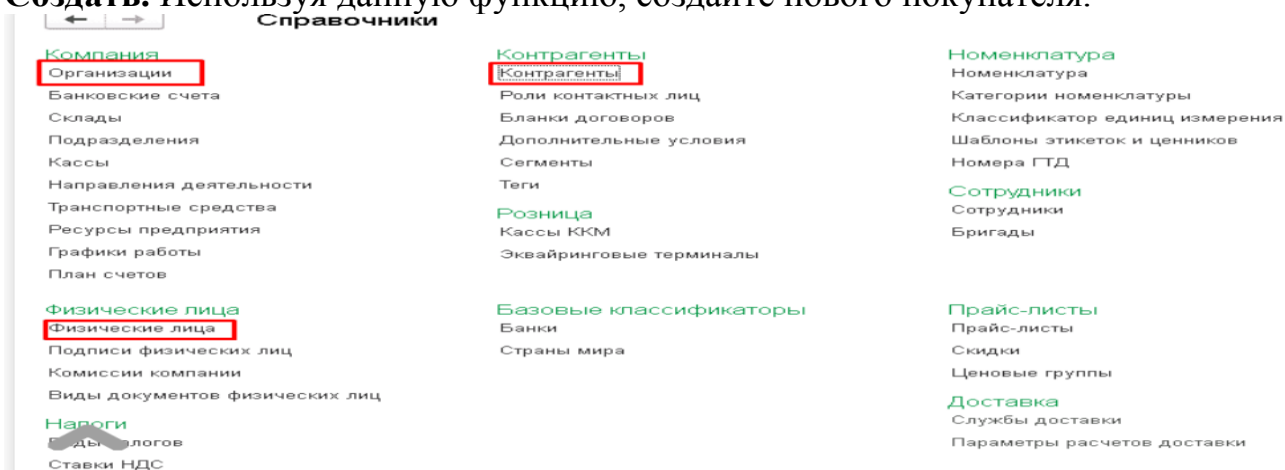 Создать. Используя данную функцию, создайте нового покупателя.
Справочники
Компания
Организации
Банковские счета
Склады
Подразделения
Кассы
Направления деятельности
Транспортные средства
Ресурсы предприятия
Графики работы
План счетов
Контрагенты
Контрагенты
Роли контактных лиц
Бланки договоров
Дополнительные условия
Сегменты
Теги
Розница
Кассы ККМ
Эквайринговые терминалы
Номенклатура
Номенклатура
Категории номенклатуры
Классификатор единиц измерения
Шаблоны этикеток и ценников
Номера ГТД
Сотрудники
Сотрудники
Бригады
Физические лица
Физические лица
Подписи физических лиц
Комиссии компании
Виды документов физических лиц
Налоги
Виды налогов
Ставки НДС
Базовые классификаторы
Банки
Страны мира
Прайс-листы
Прайс-листы
Скидки
Ценовые группы
Доставка
Службы доставки
Параметры расчетов доставки